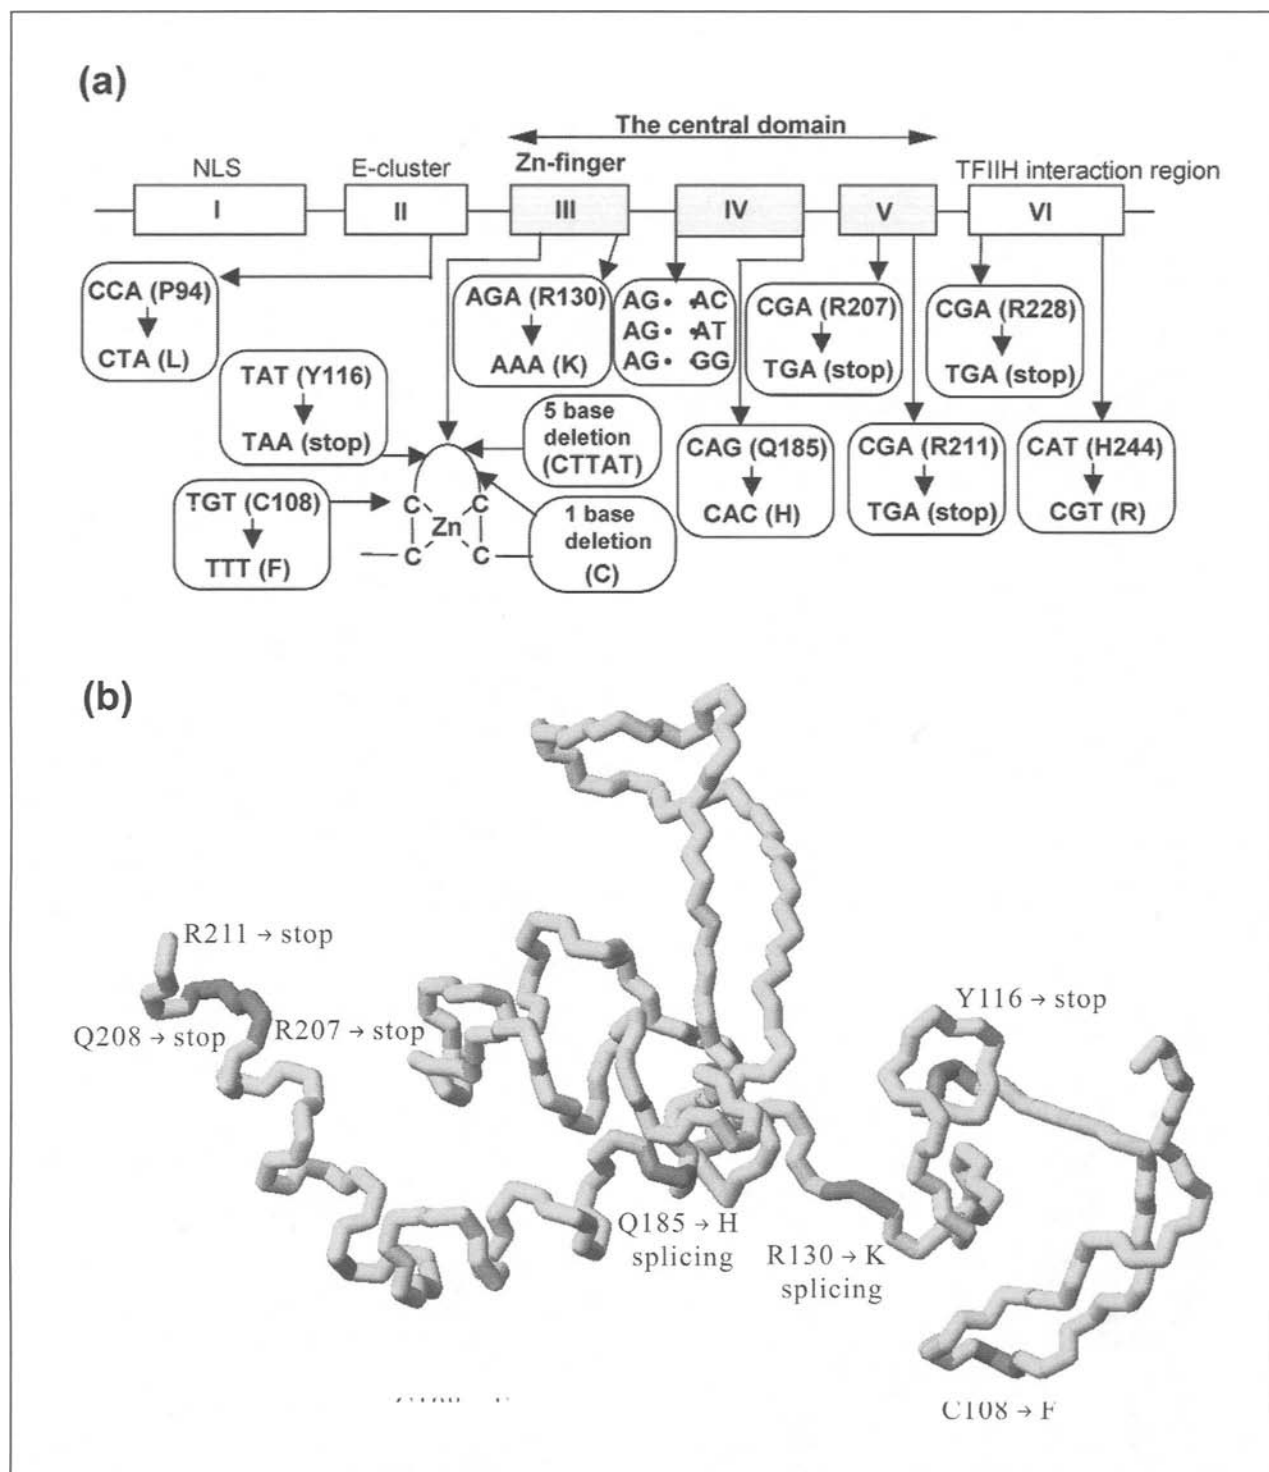 (a)
The central domain
NLS
E-cluster
Zn-finger
TFIIH interaction region
I
II
III
IV
V
VI
CCA (P94)
CTA (L)
AGA (R130)
AAA (K)
AG• •AC
AG• •AT
AG• •GG
CGA (R207)
TGA (stop)
CGA (R228)
TGA (stop)
TAT (Y116)
TAA (stop)
5 base
deletion
(CTTAT)
CAG (Q185)
CAC (H)
CGA (R211)
TGA (stop)
CAT (H244)
CGT (R)
TGT (C108)
TTT (F)
C C
Zn
C C
1 base
deletion
(C)
(b)
R211 → stop
Q208 → stop
R207 → stop
Y116 → stop
Q185 → H
splicing
R130 → K
splicing
C108 → F